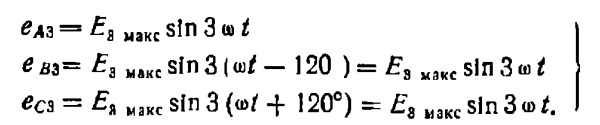 e_{A3} = E_{3 макс} sin 3 ω t
e_{B3} = E_{3 макс} sin 3 (ωt − 120 ) = E_{3 макс} sin 3 ω t
e_{C3} = E_{3 макс} sin 3 (ωt + 120°) = E_{3 макс} sin 3 ω t.